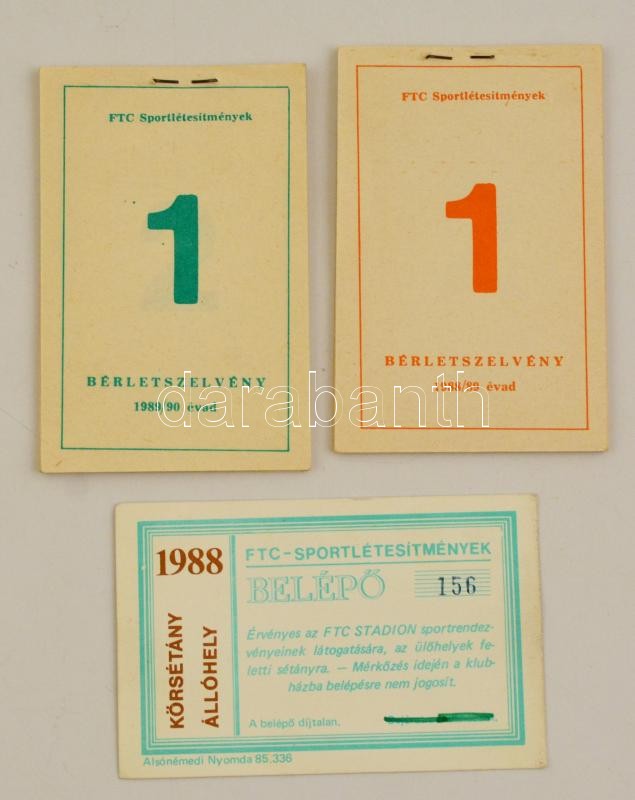 FTC Sportlétesítmények
1
BÉRLETSZELVÉNY
1989/90 évad
FTC Sportlétesítmények
1
BÉRLETSZELVÉNY
1988/89 évad
darabanth
1988
KÖRSÉTÁNY
ÁLLÓHELY
FTC-SPORTLÉTESÍTMÉNYEK
BELÉPŐ
156
Érvényes az FTC STADION sportrendez-
vényeinek látogatására, az ülőhelyek fe-
letti sétányra. — Mérkőzés idején a klub-
házba belépésre nem jogosít.
A belépő díjtalan.
Alsónémedi Nyomda 85.336